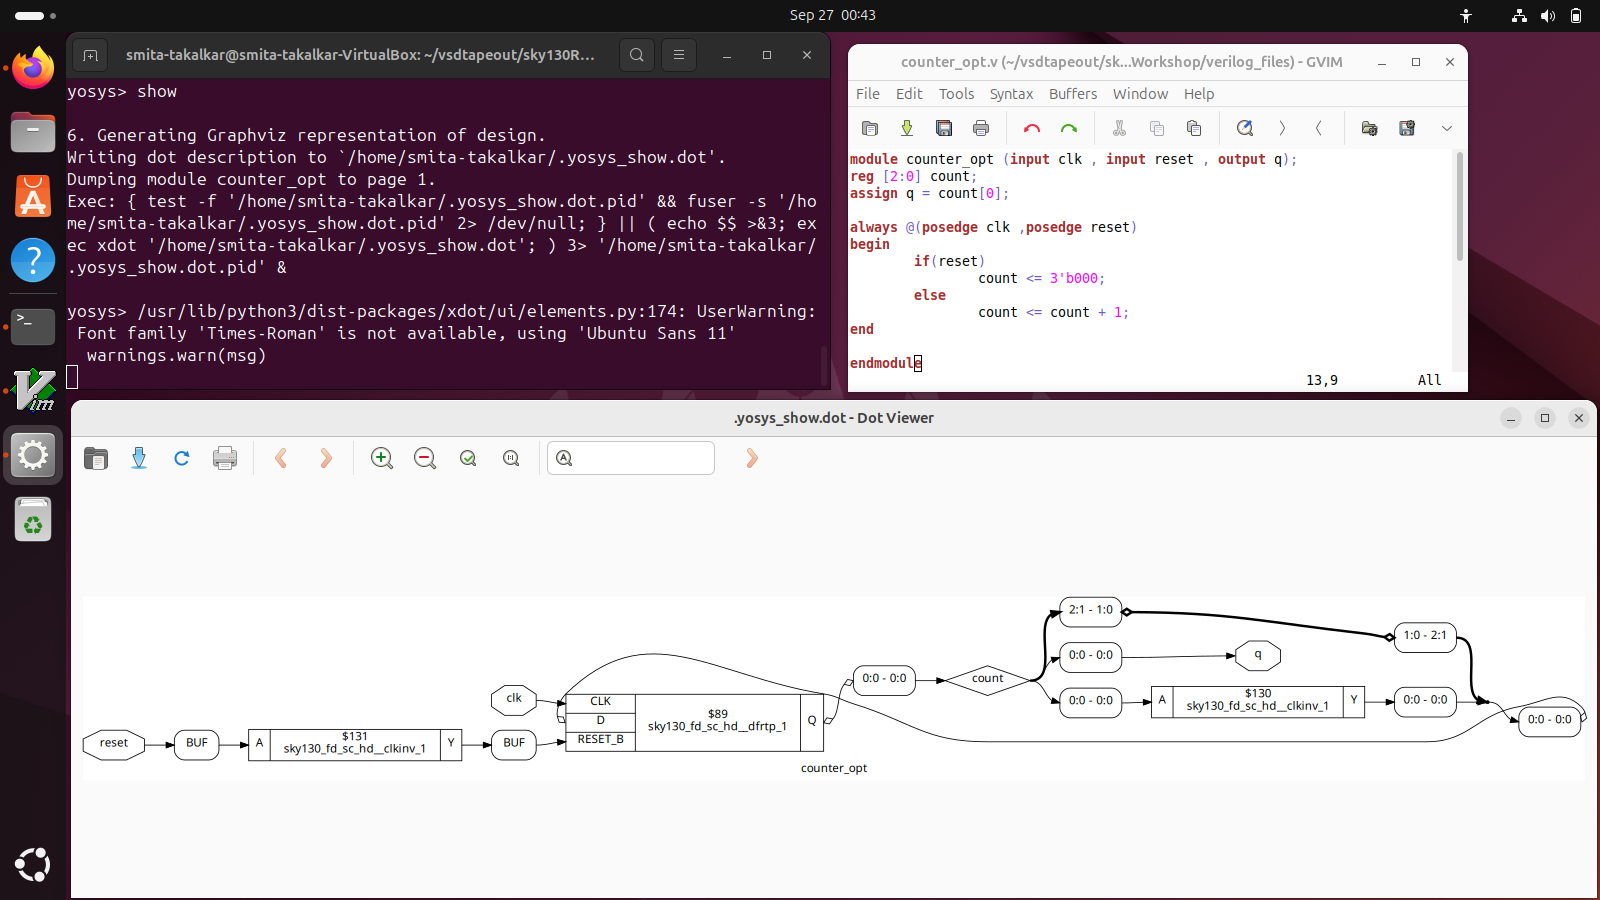 Sep 27  00:43
smita-takalkar@smita-takalkar-VirtualBox: ~/vsdtapeout/sky130R...
yosys> show
6. Generating Graphviz representation of design.
Writing dot description to `/home/smita-takalkar/.yosys_show.dot'.
Dumping module counter_opt to page 1.
Exec: { test -f '/home/smita-takalkar/.yosys_show.dot.pid' && fuser -s '/ho
me/smita-takalkar/.yosys_show.dot.pid' 2> /dev/null; } || ( echo $$ >&3; ex
ec xdot '/home/smita-takalkar/.yosys_show.dot'; ) 3> '/home/smita-takalkar/
.yosys_show.dot.pid' &
yosys> /usr/lib/python3/dist-packages/xdot/ui/elements.py:174: UserWarning:
 Font family 'Times-Roman' is not available, using 'Ubuntu Sans 11'
  warnings.warn(msg)
counter_opt.v (~/vsdtapeout/sk...Workshop/verilog_files) - GVIM
File Edit Tools Syntax Buffers Window Help
module counter_opt (input clk , input reset , output q);
reg [2:0] count;
assign q = count[0];
always @(posedge clk ,posedge reset)
begin
        if(reset)
                count <= 3'b000;
        else
                count <= count + 1;
end
endmodule
13,9 All
.yosys_show.dot - Dot Viewer
reset
BUF
A $131 Y
sky130_fd_sc_hd__clkinv_1
BUF
clk
CLK
D
RESET_B
$89
sky130_fd_sc_hd__dfrtp_1
Q
0:0 - 0:0
count
2:1 - 1:0
0:0 - 0:0
0:0 - 0:0
q
A $130 Y
sky130_fd_sc_hd__clkinv_1
1:0 - 2:1
0:0 - 0:0
0:0 - 0:0
counter_opt